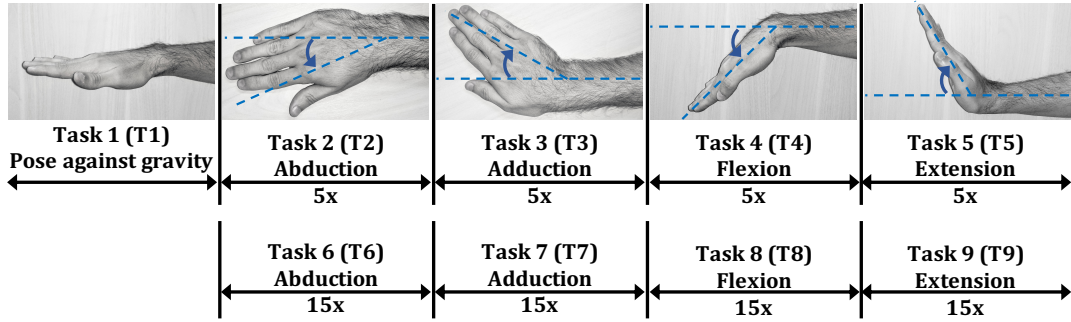 Task 1 (T1)
Pose against gravity
Task 2 (T2)
Abduction
5x
Task 3 (T3)
Adduction
5x
Task 4 (T4)
Flexion
5x
Task 5 (T5)
Extension
5x
Task 6 (T6)
Abduction
15x
Task 7 (T7)
Adduction
15x
Task 8 (T8)
Flexion
15x
Task 9 (T9)
Extension
15x